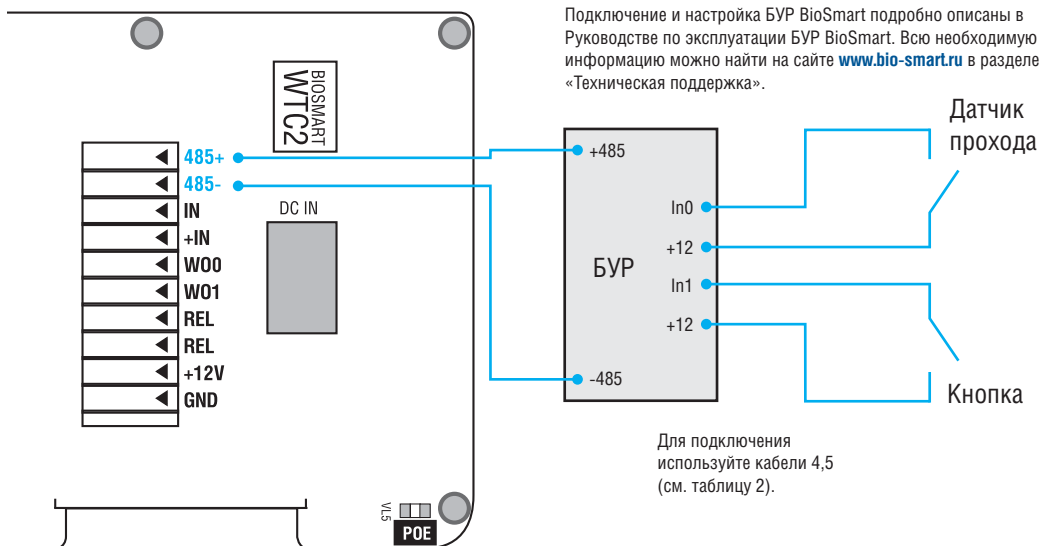 Подключение и настройка БУР BioSmart подробно описаны в
Руководстве по эксплуатации БУР BioSmart. Всю необходимую
информацию можно найти на сайте www.bio-smart.ru в разделе
«Техническая поддержка».
BIOSMART
WTC2
485+
485-
IN
+IN
WO0
WO1
REL
REL
+12V
GND
DC IN
+485
In0
+12
БУР
In1
+12
-485
Датчик
прохода
Кнопка
Для подключения
используйте кабели 4,5
(см. таблицу 2).
VL5
POE